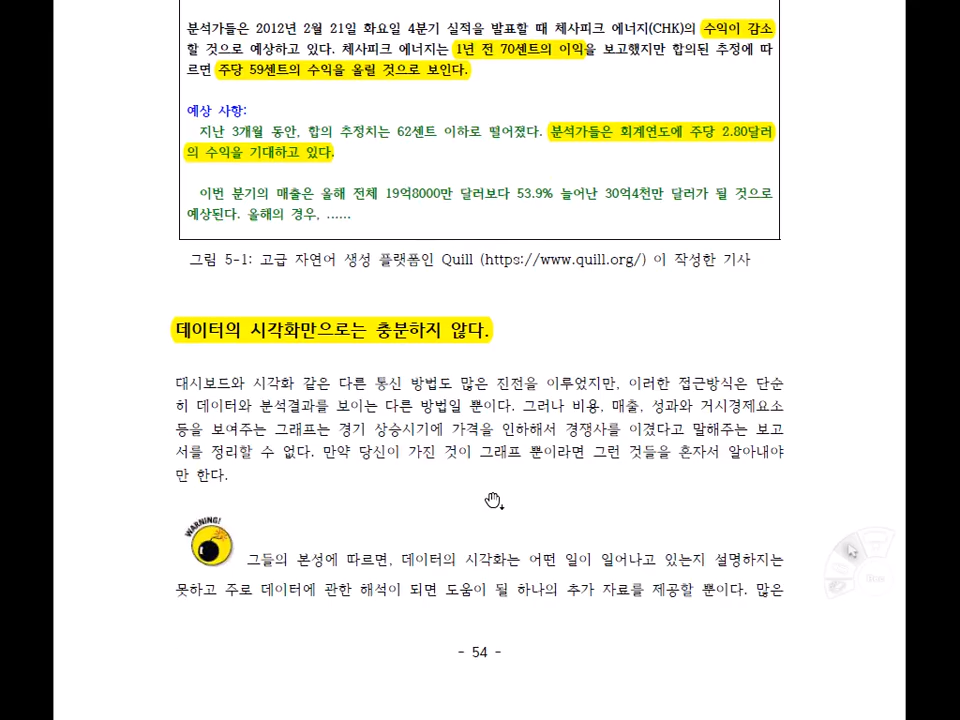 분석가들은 2012년 2월 21일 화요일 4분기 실적을 발표할 때 체사피크 에너지(CHK)의 수익이 감소
할 것으로 예상하고 있다. 체사피크 에너지는 1년 전 70센트의 이익을 보고했지만 합의된 추정에 따
르면 주당 59센트의 수익을 올릴 것으로 보인다.
예상 사항:
지난 3개월 동안, 합의 추정치는 62센트 이하로 떨어졌다. 분석가들은 회계연도에 주당 2.80달러
의 수익을 기대하고 있다.
이번 분기의 매출은 올해 전체 19억8000만 달러보다 53.9% 늘어난 30억4천만 달러가 될 것으로
예상된다. 올해의 경우, ......
그림 5-1: 고급 자연어 생성 플랫폼인 Quill (https://www.quill.org/) 이 작성한 기사
데이터의 시각화만으로는 충분하지 않다.
대시보드와 시각화 같은 다른 통신 방법도 많은 진전을 이루었지만, 이러한 접근방식은 단순
히 데이터와 분석결과를 보이는 다른 방법일 뿐이다. 그러나 비용, 매출, 성과와 거시경제요소
등을 보여주는 그래프는 경기 상승시기에 가격을 인하해서 경쟁사를 이겼다고 말해주는 보고
서를 정리할 수 없다. 만약 당신이 가진 것이 그래프 뿐이라면 그런 것들을 혼자서 알아내야
만 한다.
WARNING!
그들의 본성에 따르면, 데이터의 시각화는 어떤 일이 일어나고 있는지 설명하지는
못하고 주로 데이터에 관한 해석이 되면 도움이 될 하나의 추가 자료를 제공할 뿐이다. 많은
- 54 -